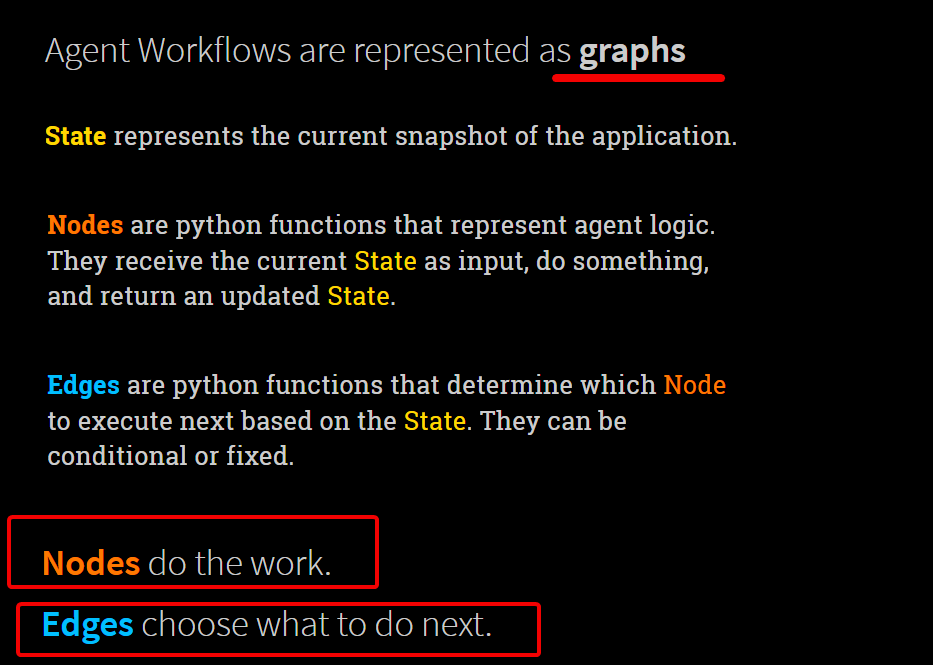 Agent Workflows are represented as graphs
State represents the current snapshot of the application.
Nodes are python functions that represent agent logic.
They receive the current State as input, do something,
and return an updated State.
Edges are python functions that determine which Node
to execute next based on the State. They can be
conditional or fixed.
Nodes do the work.
Edges choose what to do next.